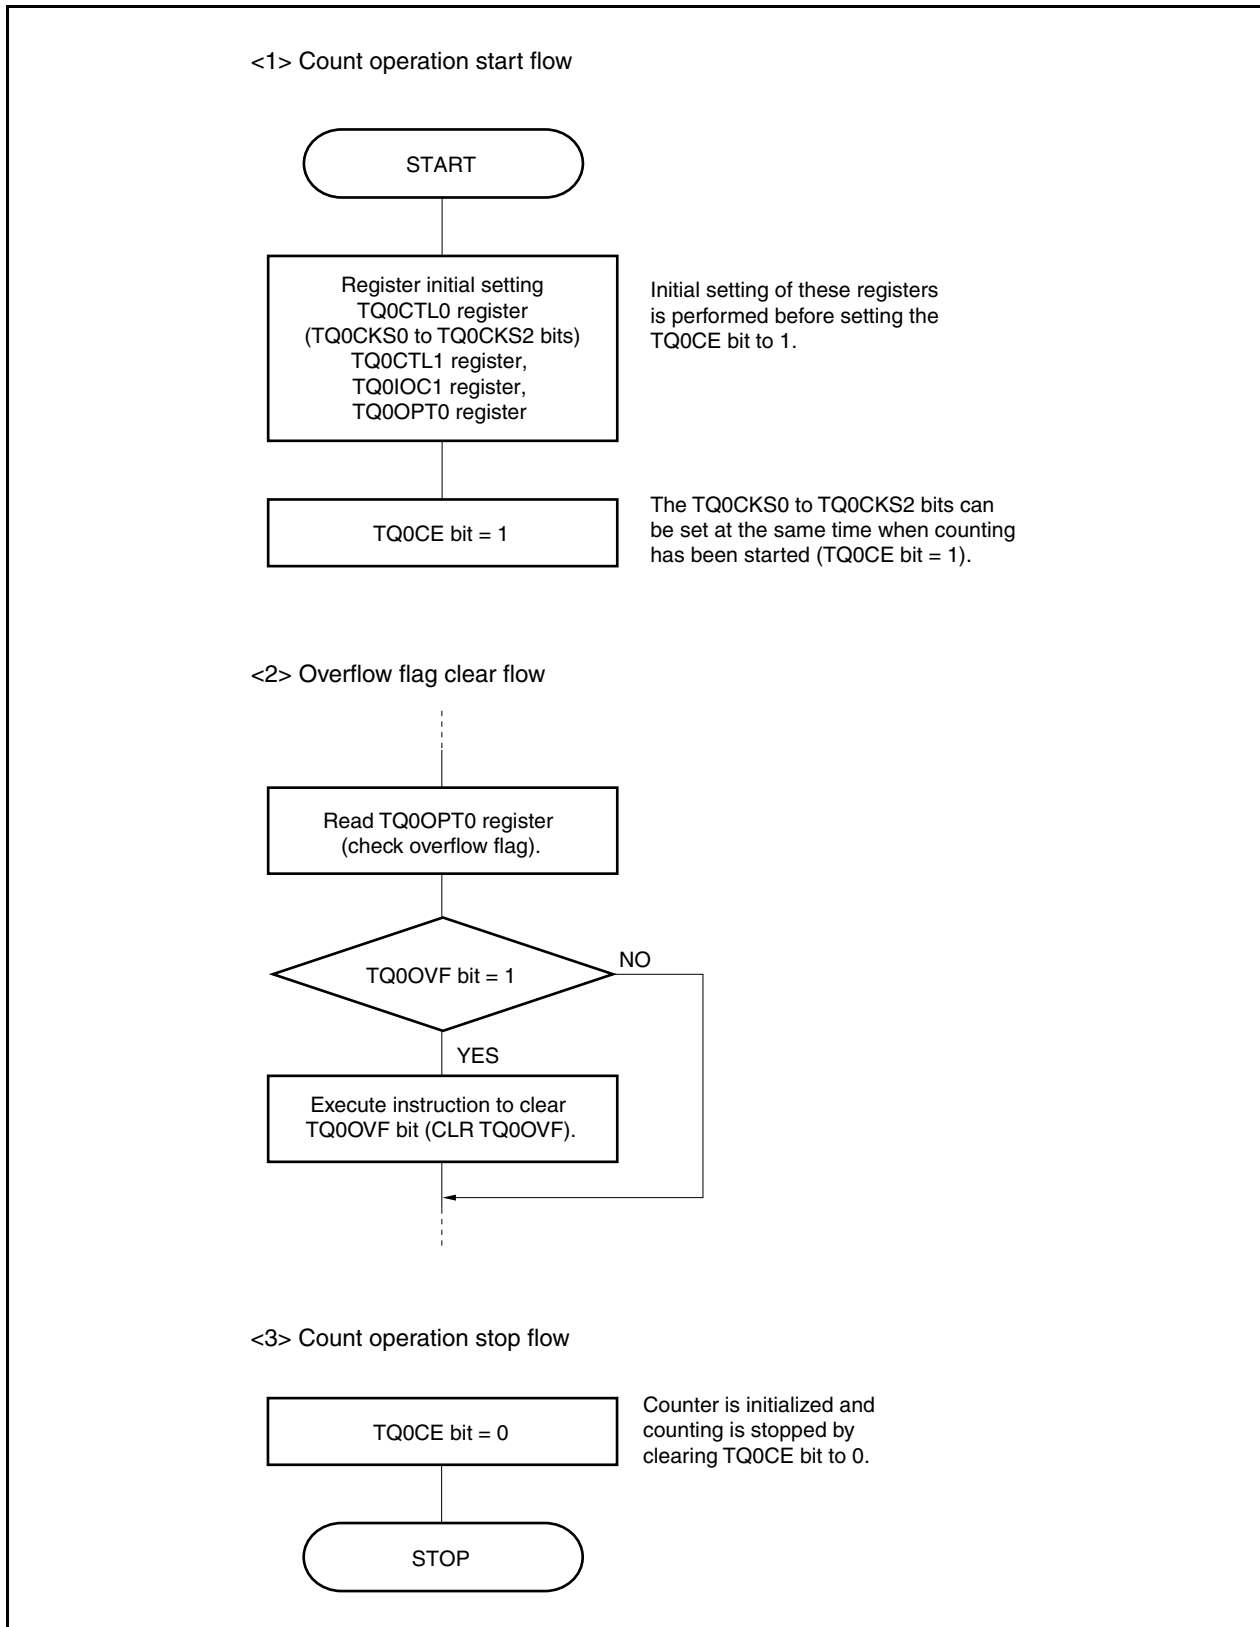 <1> Count operation start flow
START
Register initial setting
TQ0CTL0 register
(TQ0CKS0 to TQ0CKS2 bits)
TQ0CTL1 register,
TQ0IOC1 register,
TQ0OPT0 register
Initial setting of these registers
is performed before setting the
TQ0CE bit to 1.
TQ0CE bit = 1
The TQ0CKS0 to TQ0CKS2 bits can
be set at the same time when counting
has been started (TQ0CE bit = 1).
<2> Overflow flag clear flow
Read TQ0OPT0 register
(check overflow flag).
TQ0OVF bit = 1
NO
YES
Execute instruction to clear
TQ0OVF bit (CLR TQ0OVF).
<3> Count operation stop flow
TQ0CE bit = 0
Counter is initialized and
counting is stopped by
clearing TQ0CE bit to 0.
STOP